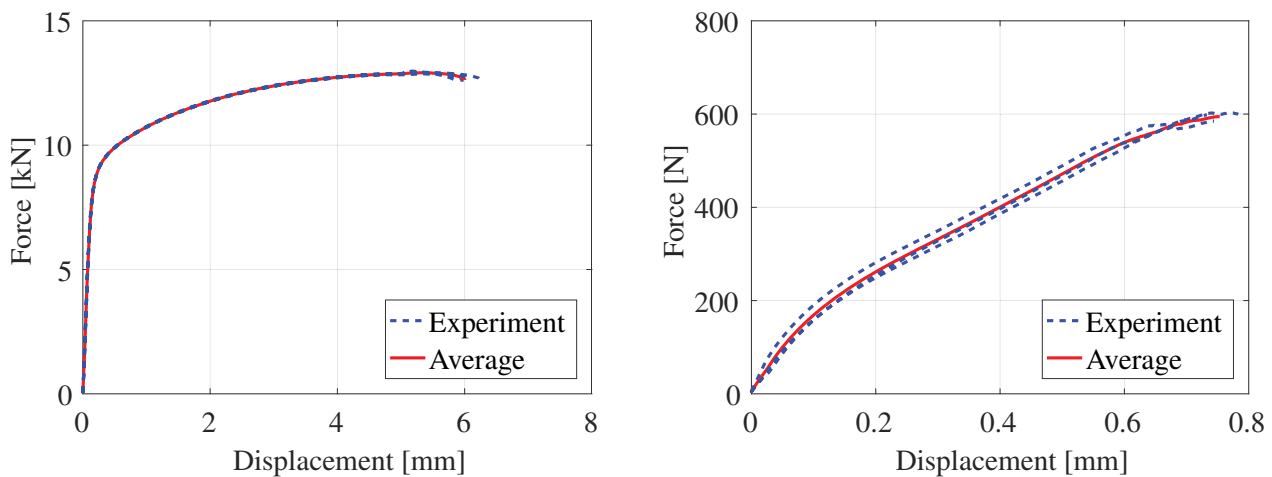 15
10
5
0
Force [kN]
Experiment
Average
0 2 4 6 8
Displacement [mm]
800
600
400
200
0
Force [N]
Experiment
Average
0 0.2 0.4 0.6 0.8
Displacement [mm]